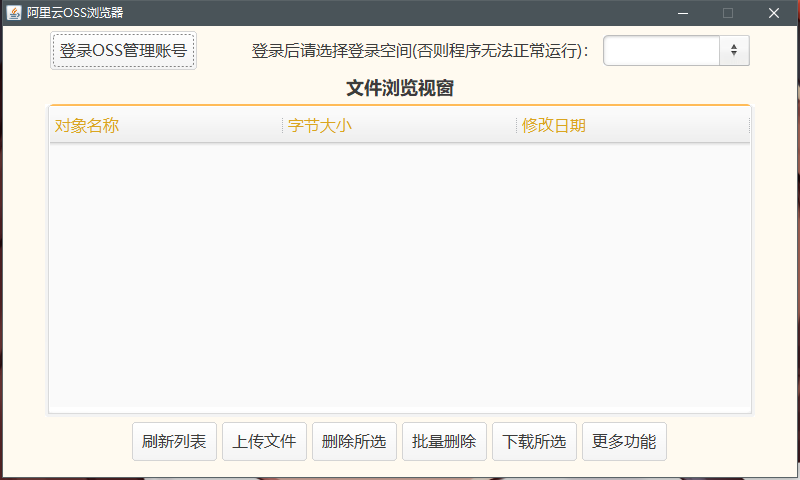 阿里云OSS浏览器
登录OSS管理账号 登录后请选择登录空间(否则程序无法正常运行)：
文件浏览视窗
对象名称 字节大小 修改日期
刷新列表 上传文件 删除所选 批量删除 下载所选 更多功能